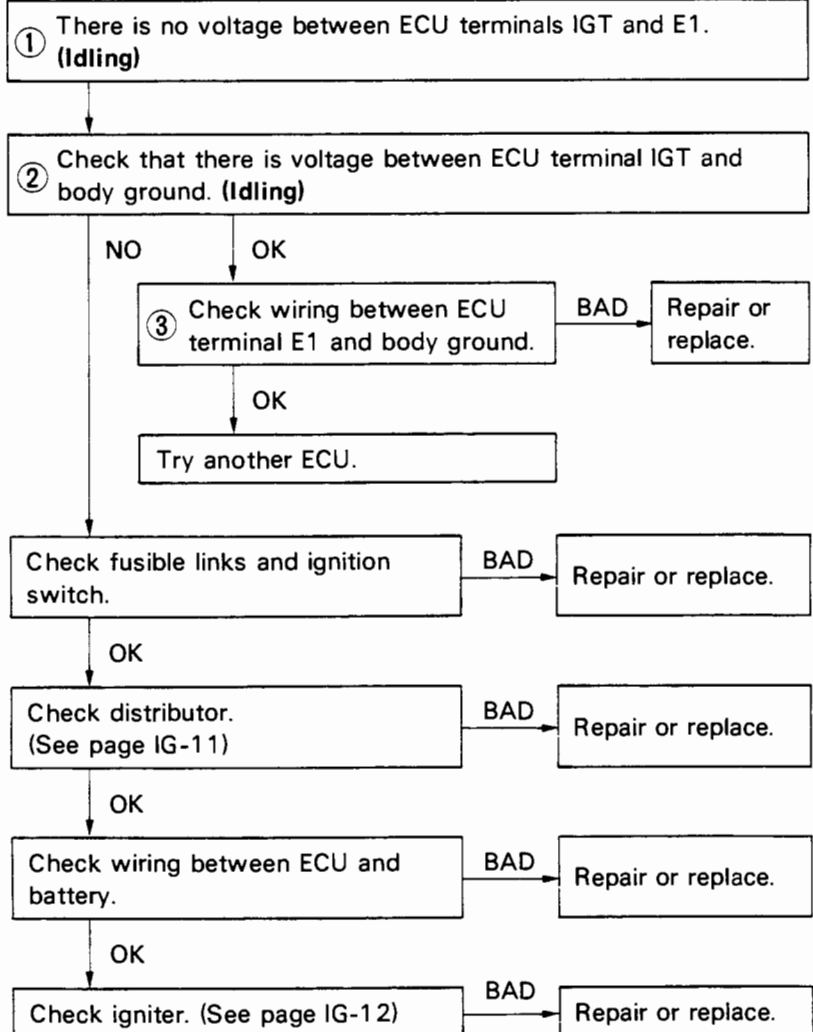 ① There is no voltage between ECU terminals IGT and E1.
(Idling)
② Check that there is voltage between ECU terminal IGT and
body ground. (Idling)
NO
OK
③ Check wiring between ECU
terminal E1 and body ground.
BAD
Repair or
replace.
OK
Try another ECU.
Check fusible links and ignition
switch.
BAD
Repair or replace.
OK
Check distributor.
(See page IG-11)
BAD
Repair or replace.
OK
Check wiring between ECU and
battery.
BAD
Repair or replace.
OK
Check igniter. (See page IG-12)
BAD
Repair or replace.